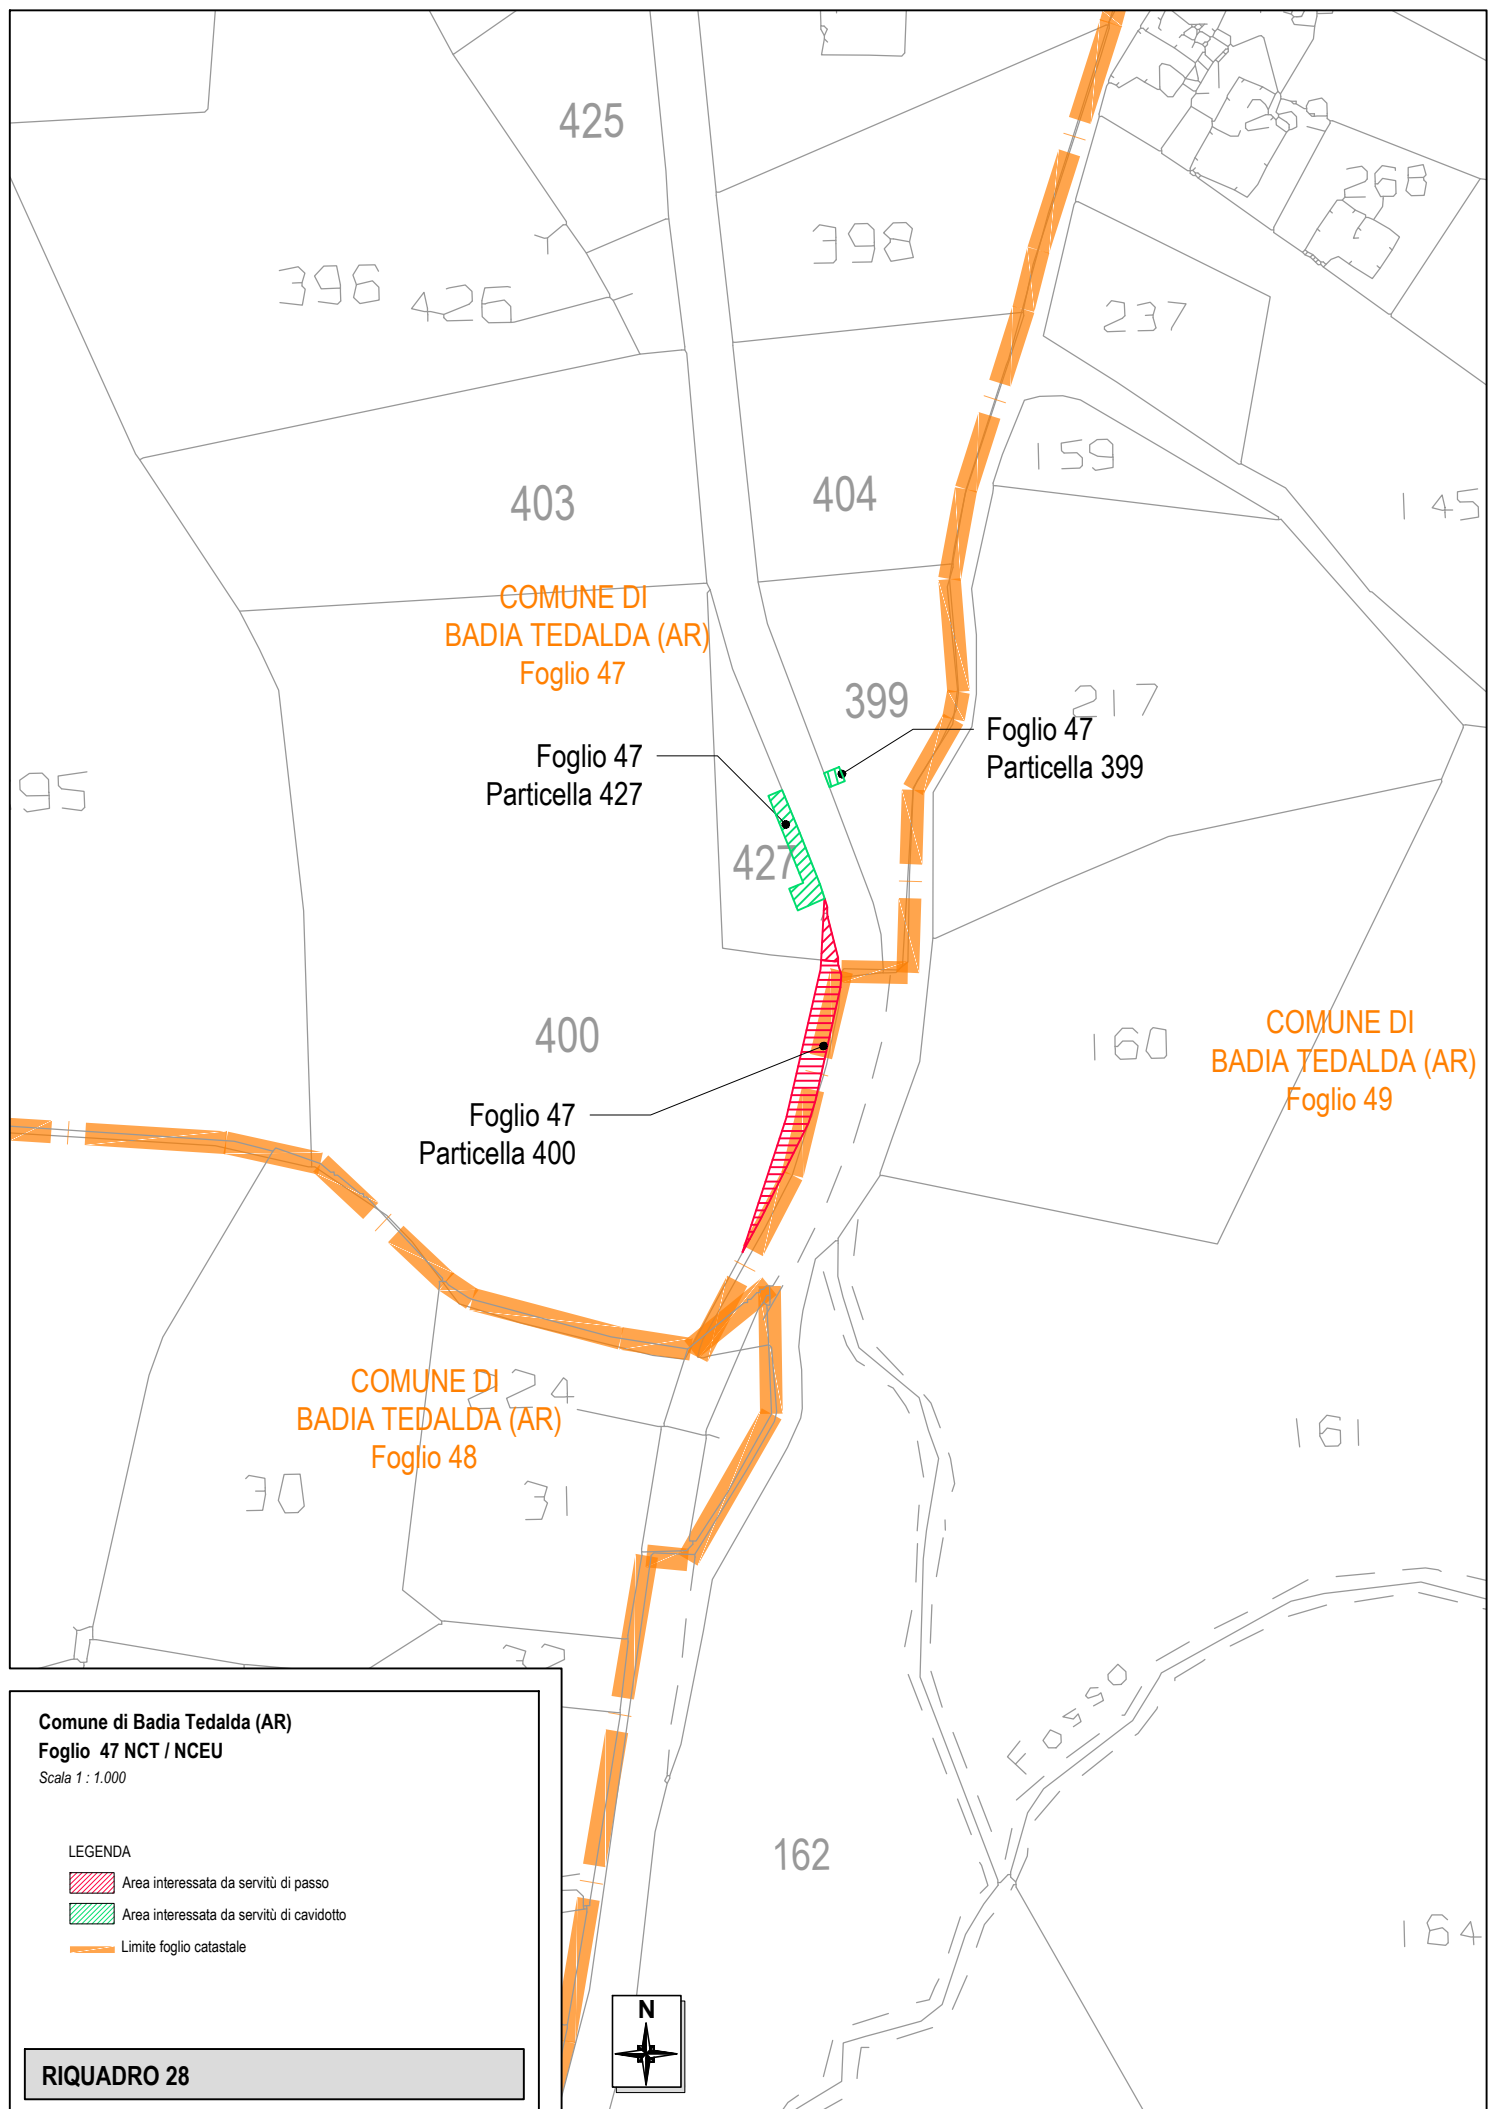 425
268
398
396
426
237
159
403
404
145
COMUNE DI
BADIA TEDALDA (AR)
Foglio 47
399
217
Foglio 47
Particella 399
Foglio 47
Particella 427
95
427
400
160
COMUNE DI
BADIA TEDALDA (AR)
Foglio 49
Foglio 47
Particella 400
224
COMUNE DI
BADIA TEDALDA (AR)
Foglio 48
161
30
31
Fosso
162
164
Comune di Badia Tedalda (AR)
Foglio 47 NCT / NCEU
Scala 1 : 1.000
LEGENDA
Area interessata da servitù di passo
Area interessata da servitù di cavidotto
Limite foglio catastale
N
RIQUADRO 28